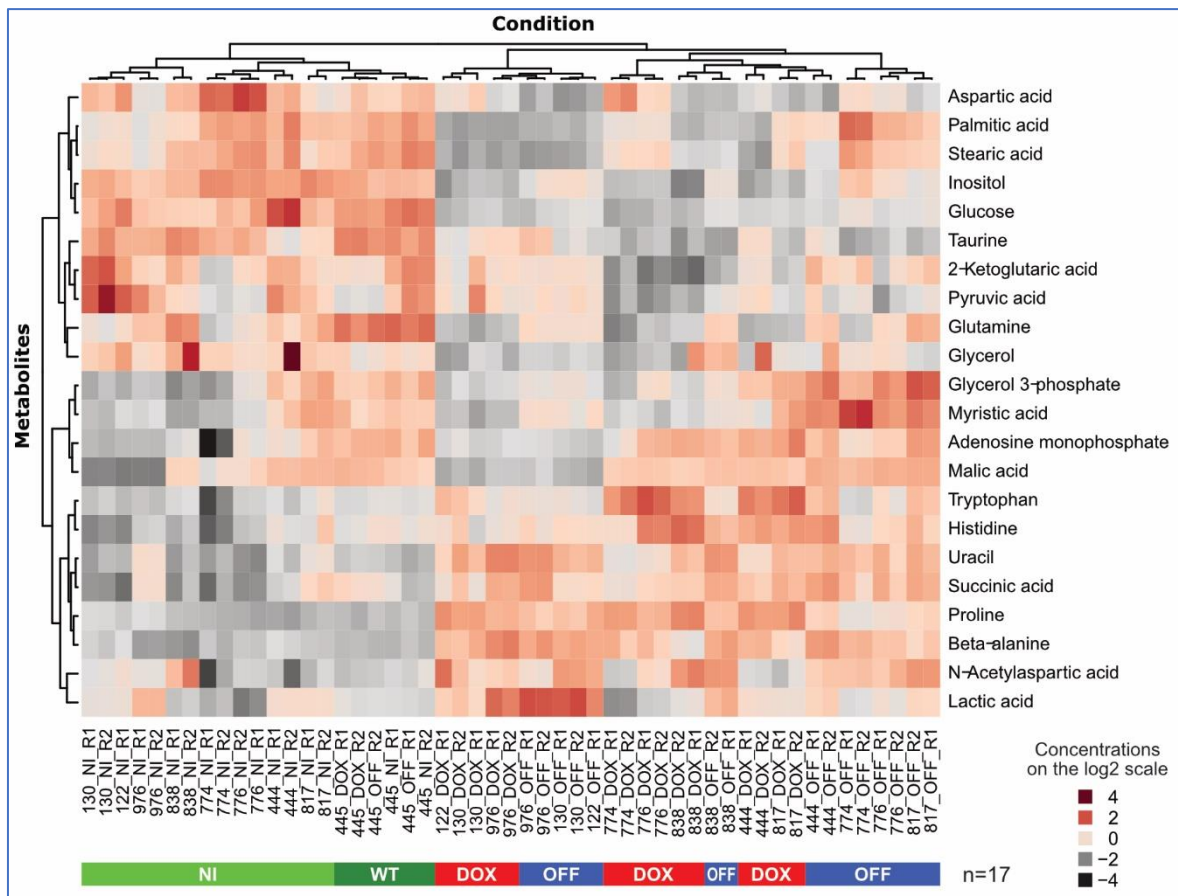 Condition
Metabolites
Aspartic acid
Palmitic acid
Stearic acid
Inositol
Glucose
Taurine
2-Ketoglutaric acid
Pyruvic acid
Glutamine
Glycerol
Glycerol 3-phosphate
Myristic acid
Adenosine monophosphate
Malic acid
Tryptophan
Histidine
Uracil
Succinic acid
Proline
Beta-alanine
N-Acetylaspartic acid
Lactic acid
130_NI_R1
130_NI_R2
122_NI_R1
976_NI_R1
976_NI_R2
838_NI_R1
838_NI_R2
774_NI_R1
774_NI_R2
776_NI_R2
776_NI_R1
444_NI_R1
444_NI_R2
817_NI_R1
817_NI_R2
445_DOX_R1
445_DOX_R2
445_OFF_R2
445_NI_R1
445_OFF_R1
445_NI_R2
122_DOX_R1
130_DOX_R1
130_DOX_R2
976_DOX_R1
976_DOX_R2
976_OFF_R1
976_OFF_R2
130_OFF_R1
130_OFF_R2
122_OFF_R1
774_DOX_R1
774_DOX_R2
776_DOX_R1
776_DOX_R2
838_DOX_R2
838_DOX_R1
838_OFF_R1
838_OFF_R2
444_DOX_R1
444_DOX_R2
817_DOX_R1
817_DOX_R2
444_OFF_R1
444_OFF_R2
774_OFF_R2
774_OFF_R1
776_OFF_R1
776_OFF_R2
817_OFF_R2
817_OFF_R1
NI WT DOX OFF DOX OFF DOX OFF n=17
Concentrations
on the log2 scale
4
2
0
−2
−4